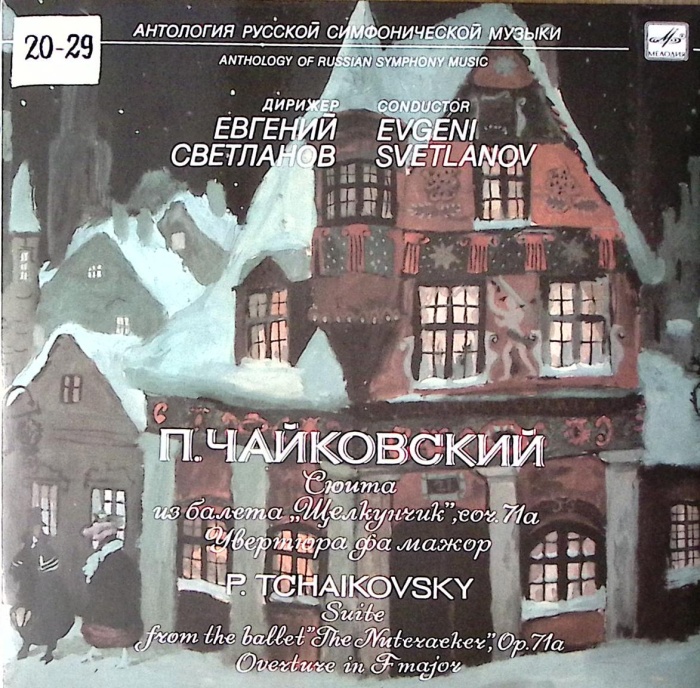 20-29
АНТОЛОГИЯ РУССКОЙ СИМФОНИЧЕСКОЙ МУЗЫКИ
ANTHOLOGY OF RUSSIAN SYMPHONY MUSIC
МЕЛОДИЯ
ДИРИЖЕР
ЕВГЕНИЙ
СВЕТЛАНОВ
CONDUCTOR
EVGENI
SVETLANOV
П. ЧАЙКОВСКИЙ
Сюита
из балета „Щелкунчик”, соч. 71а
Увертюра фа мажор
P. TCHAIKOVSKY
Suite
from the ballet "The Nutcracker", Op. 71a
Overture in F major